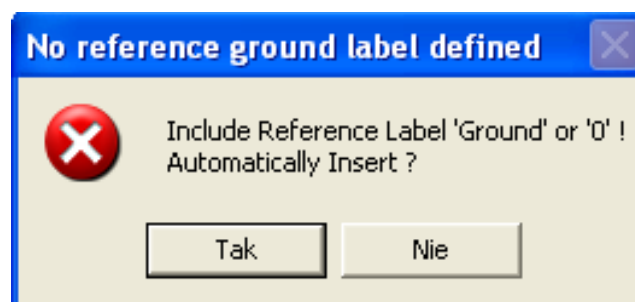 No reference ground label defined
Include Reference Label 'Ground' or '0' !
Automatically Insert ?
Tak
Nie